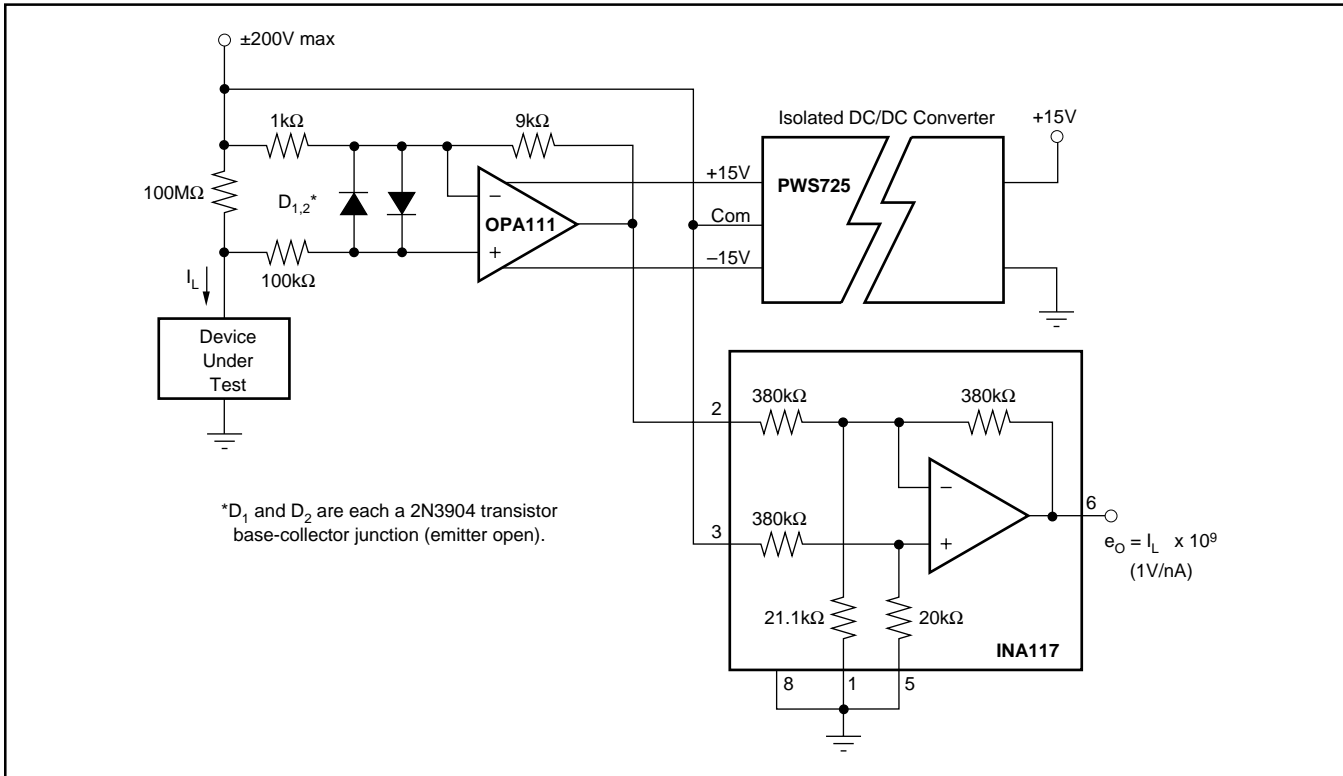 ±200V max
Isolated DC/DC Converter
+15V
1kΩ
9kΩ
100MΩ
D1,2*
−
OPA111
+
+15V
Com
–15V
PWS725
100kΩ
IL
Device
Under
Test
2
380kΩ
380kΩ
−
3
380kΩ
+
6
eO = IL x 10⁹
(1V/nA)
21.1kΩ
20kΩ
INA117
8
1
5
*D1 and D2 are each a 2N3904 transistor
base-collector junction (emitter open).